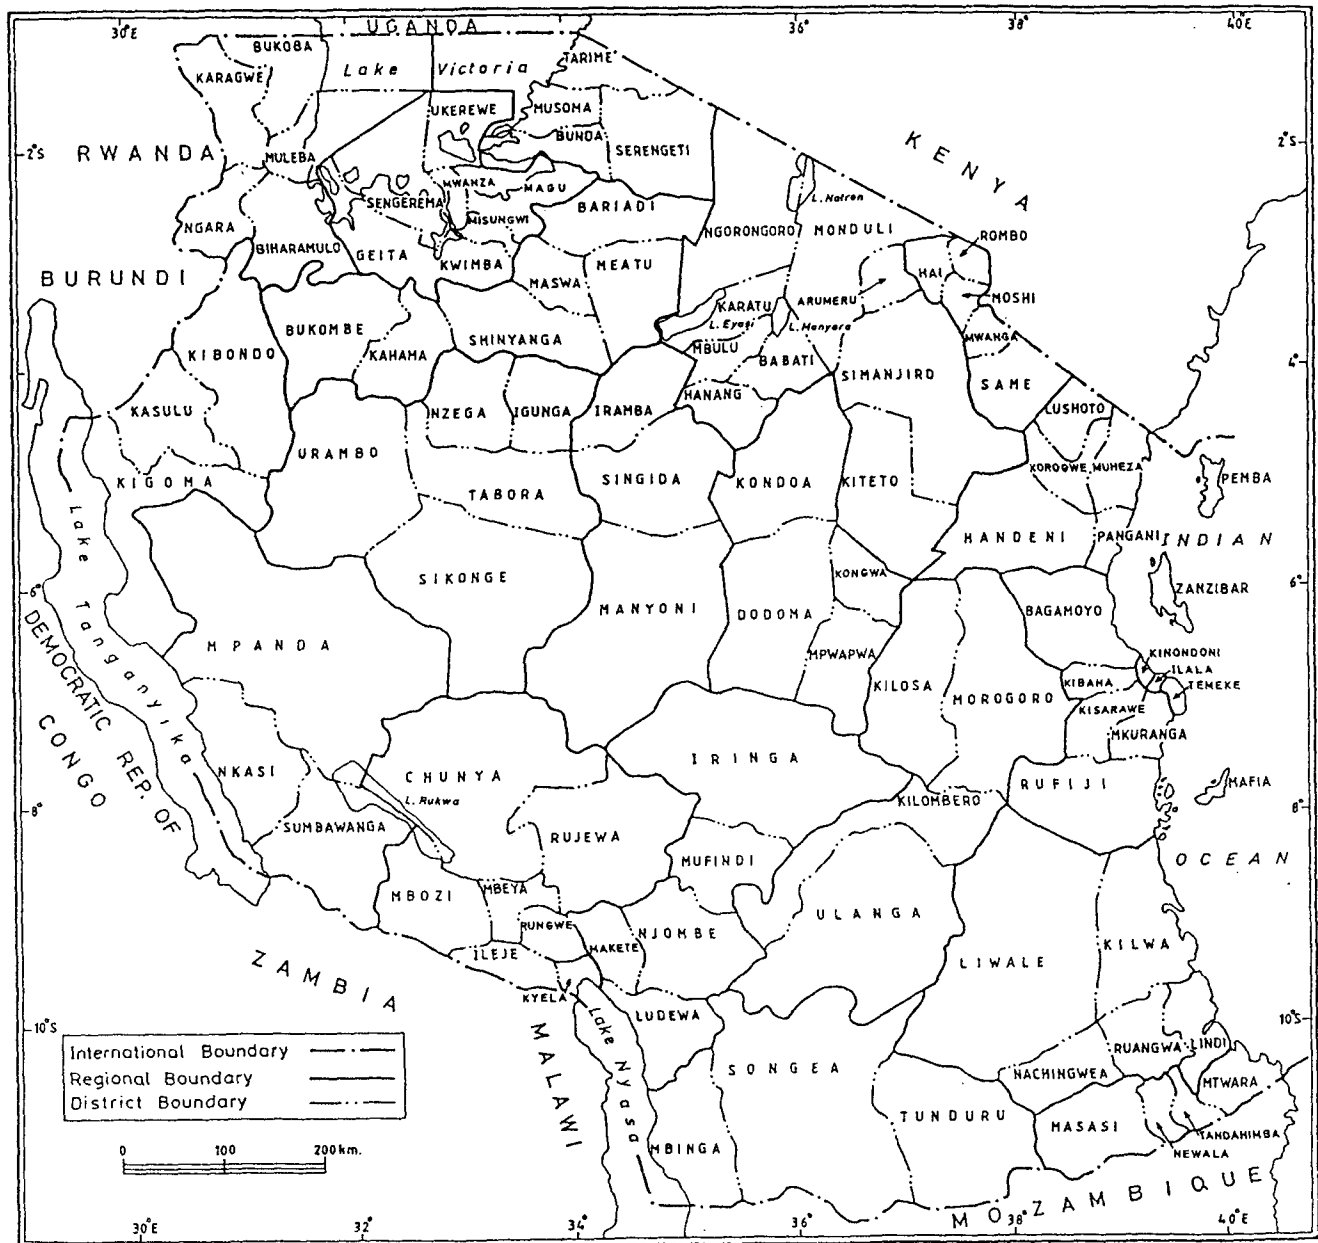 30°E
36°
38°
40°E
UGANDA
BUKOBA
KARAGWE
Lake Victoria
TARIME
UKEREWE
MUSOMA
BUNDA
SERENGETI
KENYA
2°S
2°S
RWANDA
MULEBA
MWANZA
MAGU
SENGEREMA
MISUNGWI
BARIADI
L. Natron
NGARA
BIHARAMULO
GEITA
KWIMBA
NGORONGORO
MONDULI
ROMBO
HAI
MOSHI
BURUNDI
MASWA
MEATU
KARATU
ARUMERU
L. Eyasi
L. Manyara
MWANGA
BUKOMBE
SHINYANGA
KIBONDO
KAHAMA
MBULU
BABATI
SIMANJIRO
SAME
4°
KASULU
NZEGA
IGUNGA
IRAMBA
HANANG
LUSHOTO
URAMBO
KIGOMA
TABORA
SINGIDA
KONDOA
KITETO
KOROGWE
MUHEZA
PEMBA
HANDENI
PANGANI
INDIAN
Lake Tanganyika
SIKONGE
MANYONI
DODOMA
KONGWA
BAGAMOYO
ZANZIBAR
6°
6°
DEMOCRATIC REP. OF
CONGO
MPANDA
MPWAPWA
KILOSA
MOROGORO
KIBAHA
KINONDONI
ILALA
TEMEKE
KISARAWE
MKURANGA
NKASI
CHUNYA
IRINGA
L. Rukwa
KILOMBERO
RUFIJI
MAFIA
8°
8°
SUMBAWANGA
RUJEWA
MUFINDI
OCEAN
MBOZI
MBEYA
ULANGA
RUNGWE
MAKETE
NJOMBE
KILWA
ILEJE
LIWALE
ZAMBIA
KYELA
LUDEWA
10°S
10°S
MALAWI
Lake Nyasa
SONGEA
RUANGWA
LINDI
NACHINGWEA
MTWARA
TUNDURU
MASASI
TANDAHIMBA
NEWALA
MBINGA
MOZAMBIQUE
International Boundary
Regional Boundary
District Boundary
0 100 200 km.
30°E
32°
34°
36°
38°
40°E